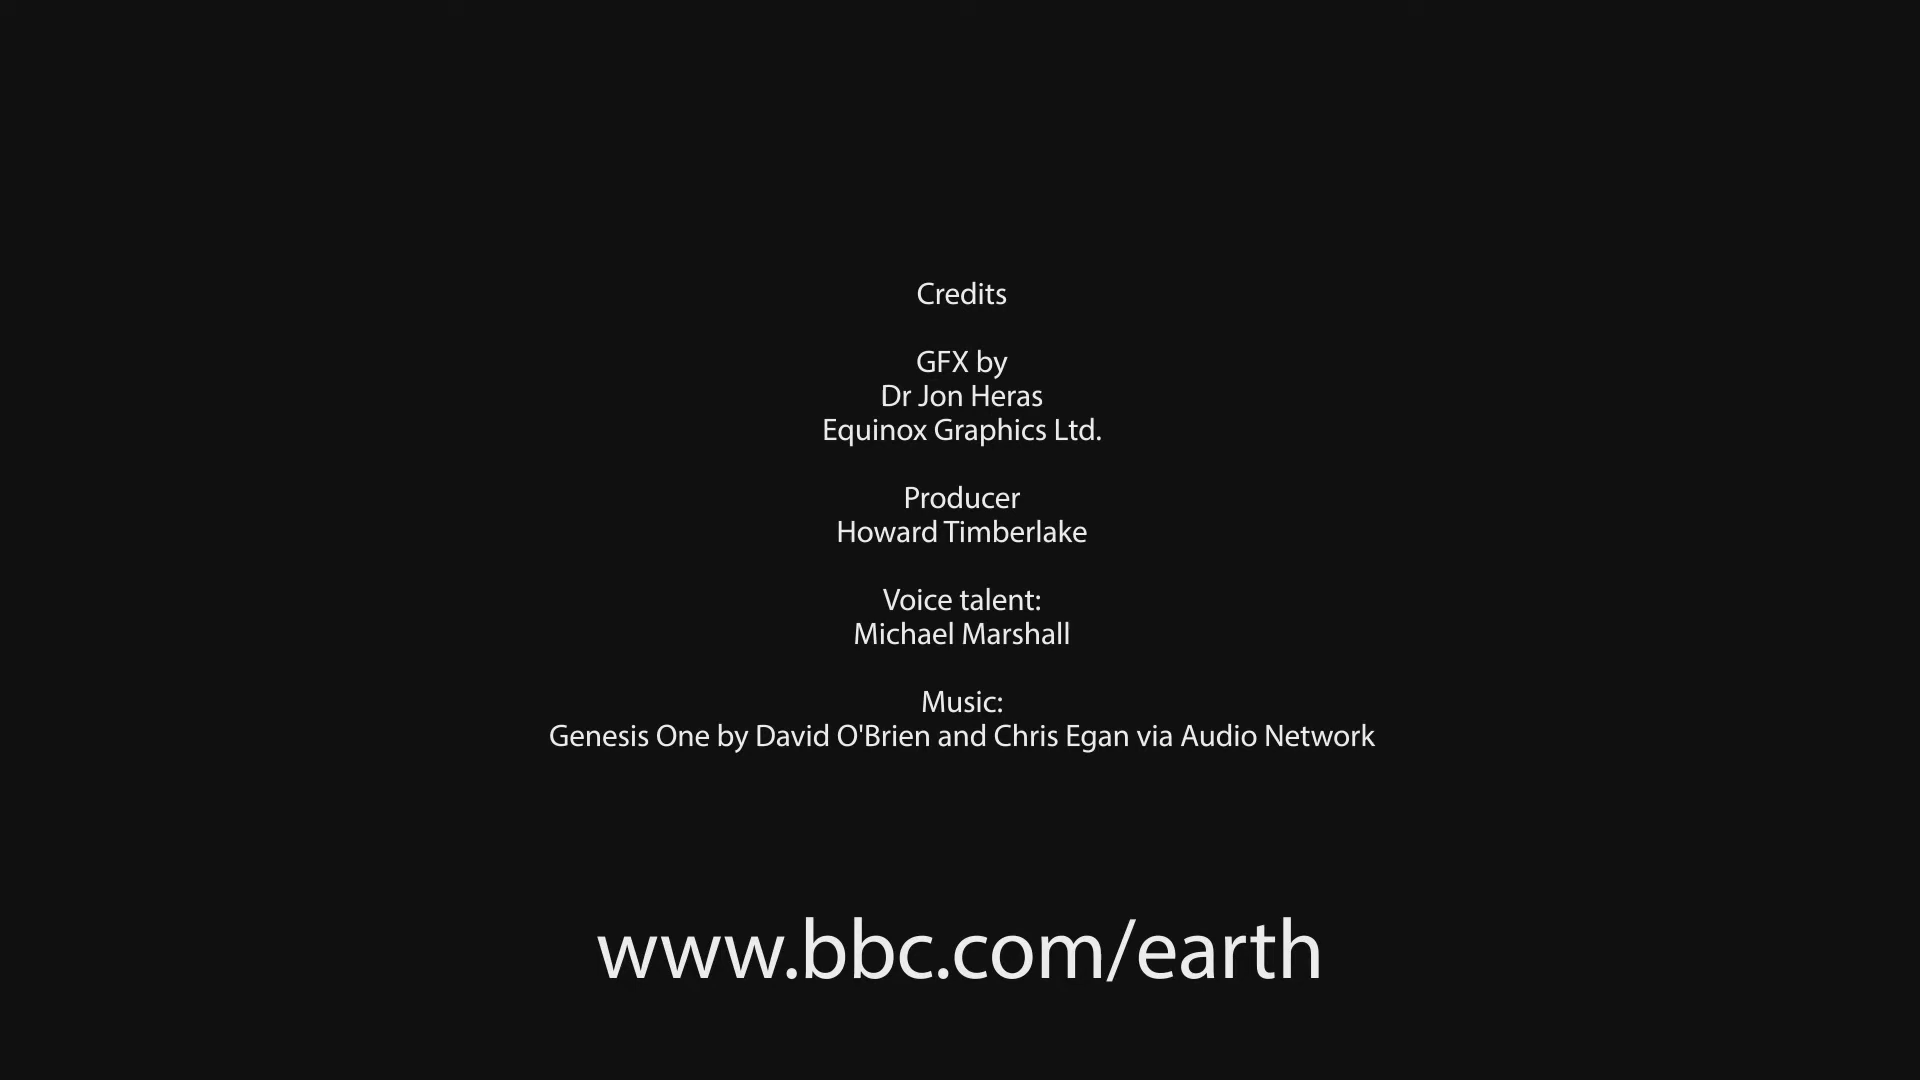 Credits
GFX by
Dr Jon Heras
Equinox Graphics Ltd.
Producer
Howard Timberlake
Voice talent:
Michael Marshall
Music:
Genesis One by David O'Brien and Chris Egan via Audio Network
www.bbc.com/earth